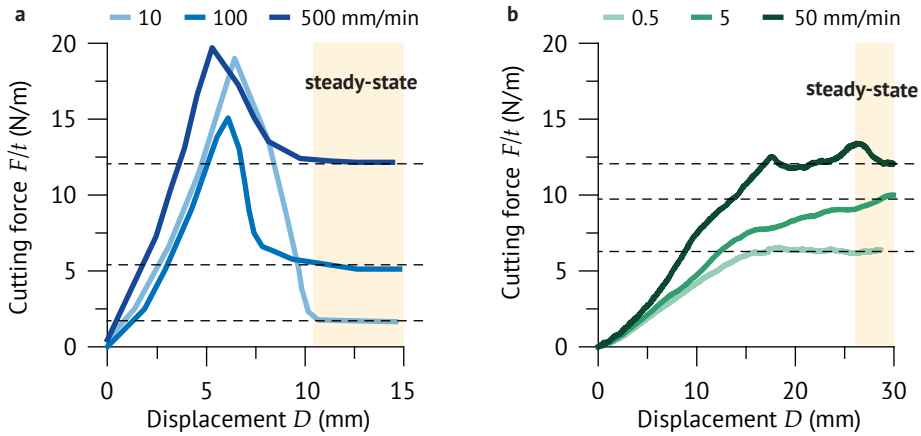 a
10 100 500 mm/min
20
15
10
5
0
Cutting force F/t (N/m)
steady-state
0 5 10 15
Displacement D (mm)
b
0.5 5 50 mm/min
20
15
10
5
0
Cutting force F/t (N/m)
steady-state
0 10 20 30
Displacement D (mm)